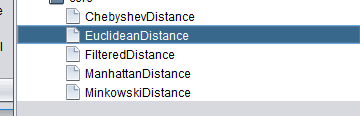 ChebyshevDistance
EuclideanDistance
FilteredDistance
ManhattanDistance
MinkowskiDistance